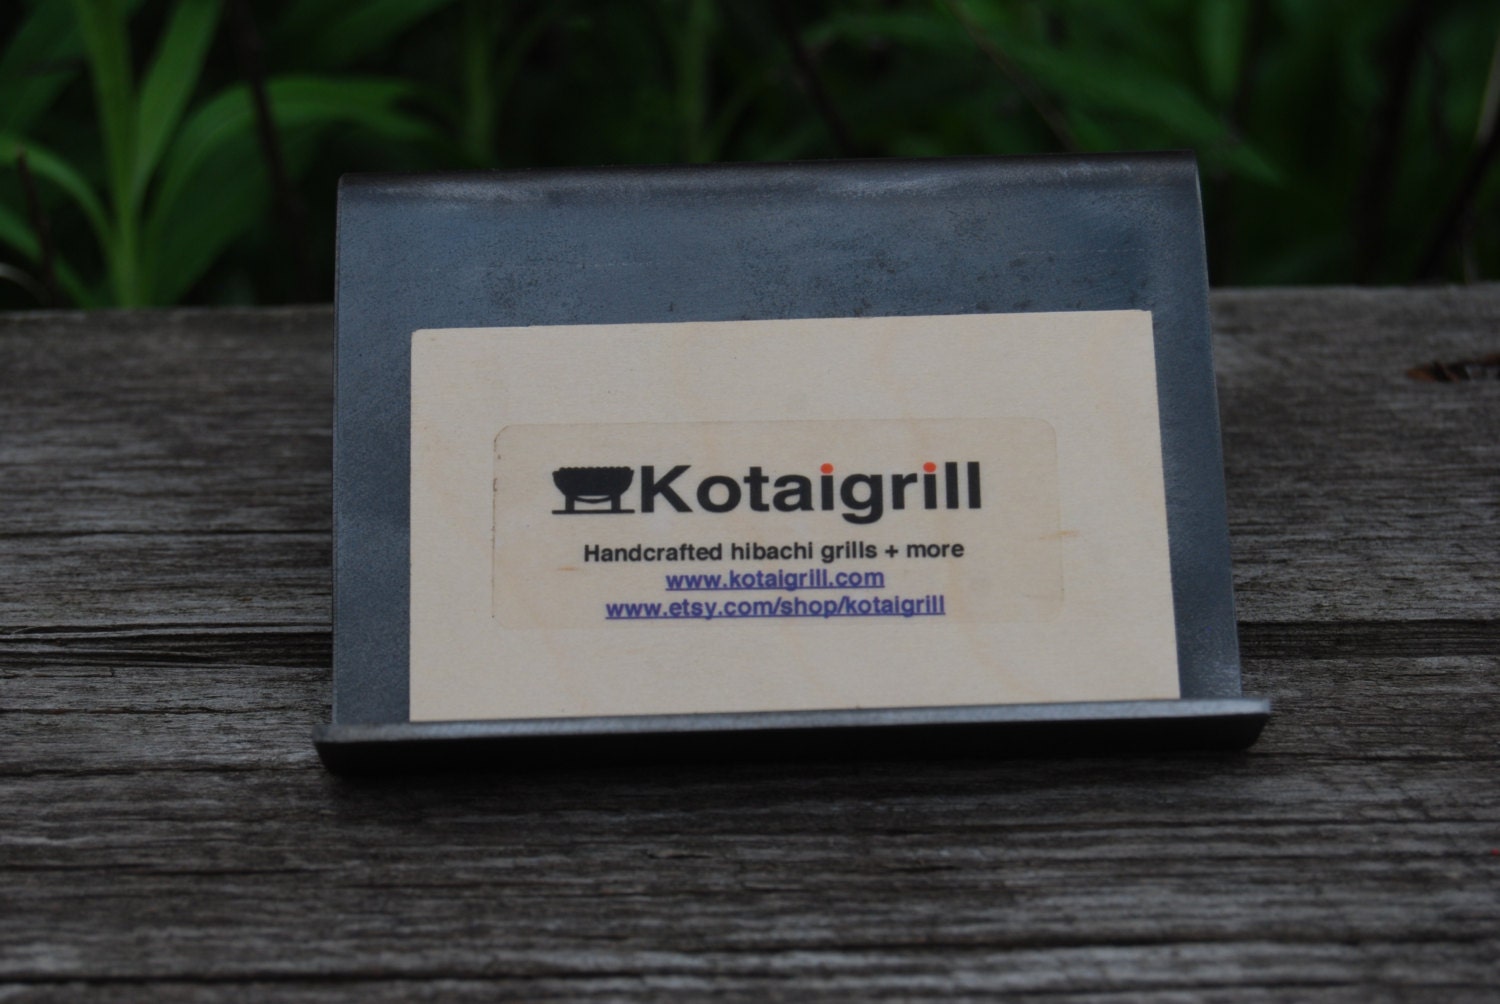 Kotaigrill
Handcrafted hibachi grills + more
www.kotaigrill.com
www.etsy.com/shop/kotaigrill